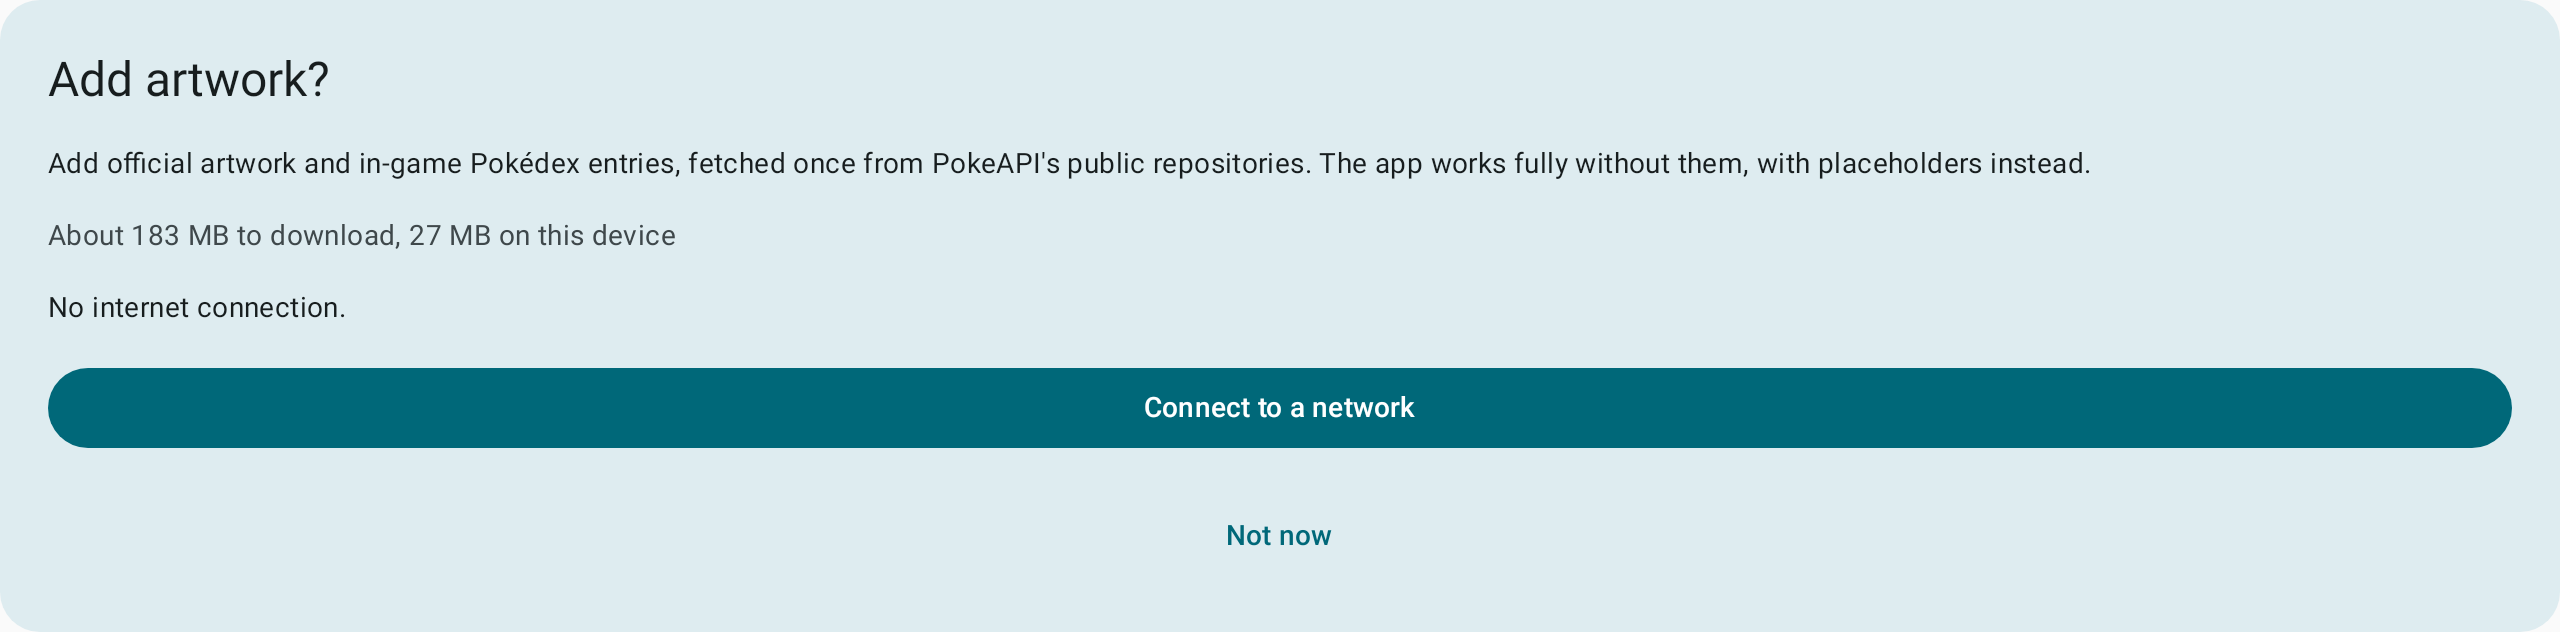 Add artwork?
Add official artwork and in-game Pokédex entries, fetched once from PokeAPI's public repositories. The app works fully without them, with placeholders instead.
About 183 MB to download, 27 MB on this device
No internet connection.
Connect to a network
Not now